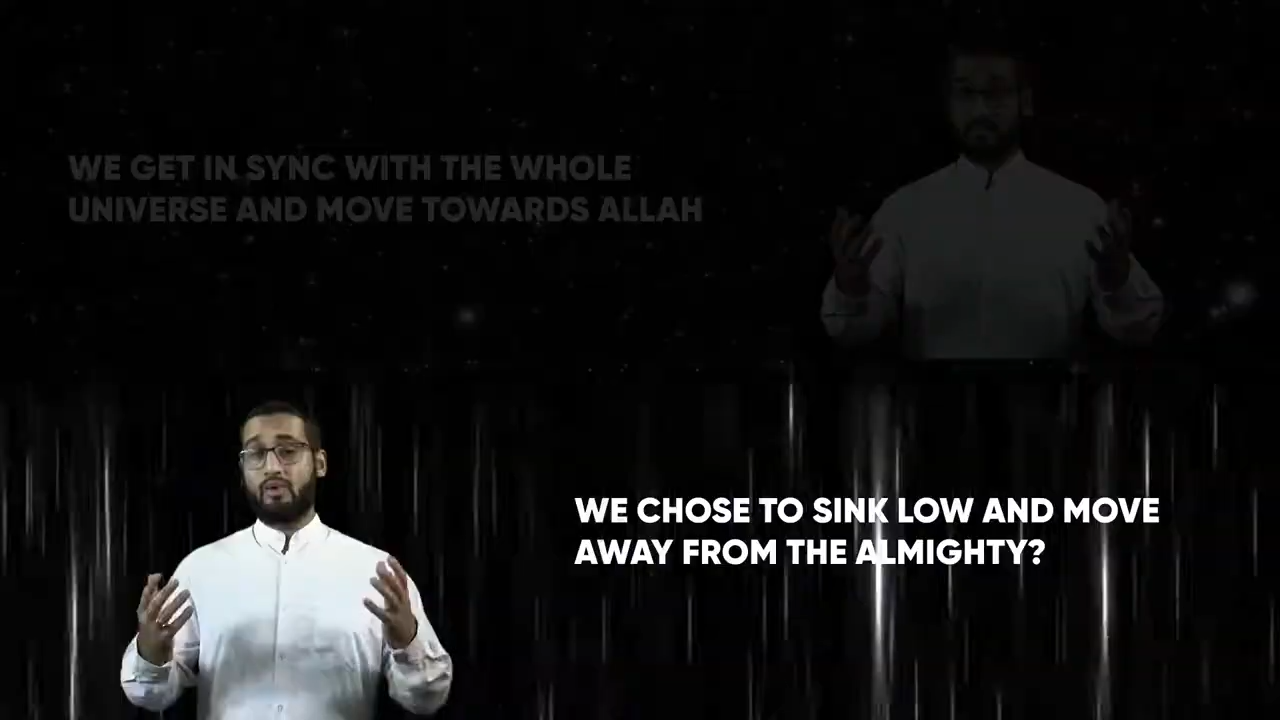 WE GET IN SYNC WITH THE WHOLE
UNIVERSE AND MOVE TOWARDS ALLAH
WE CHOSE TO SINK LOW AND MOVE
AWAY FROM THE ALMIGHTY?